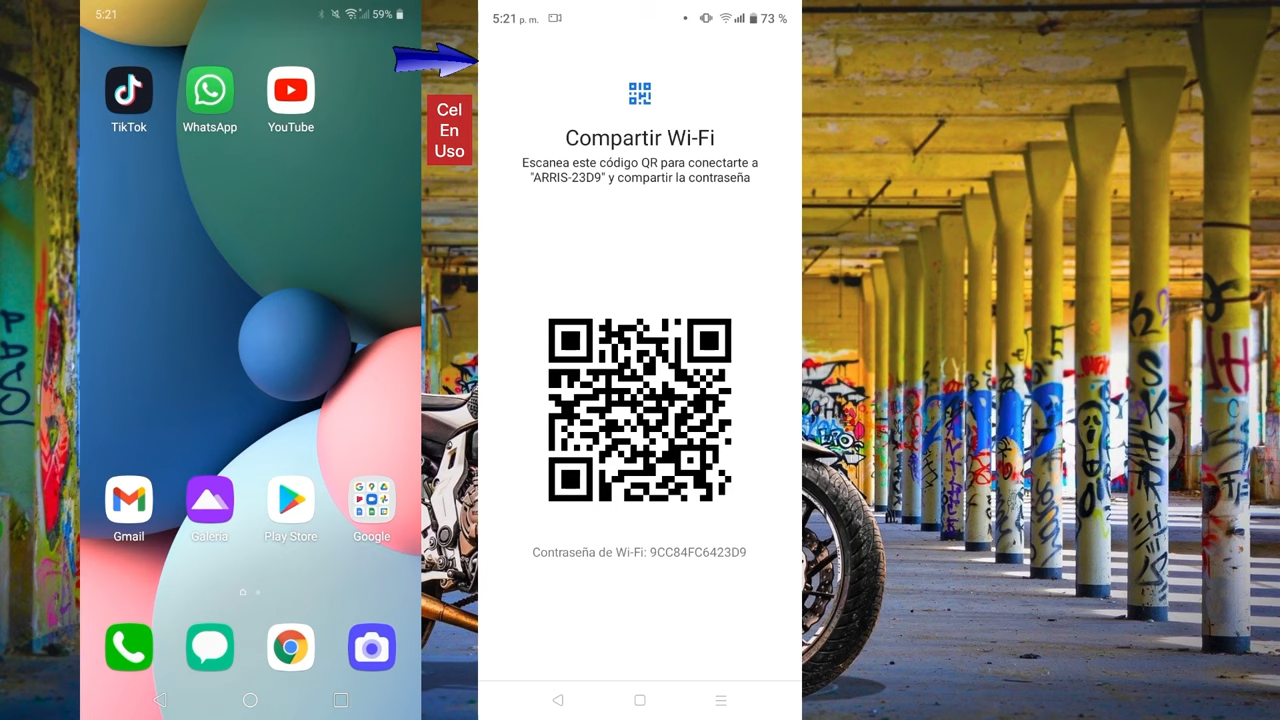 5:21
59%
TikTok
WhatsApp
YouTube
Gmail
Galería
Play Store
Google
Cel
En
Uso
5:21 p. m.
73 %
Compartir Wi-Fi
Escanea este código QR para conectarte a
"ARRIS-23D9" y compartir la contraseña
Contraseña de Wi-Fi: 9CC84FC6423D9